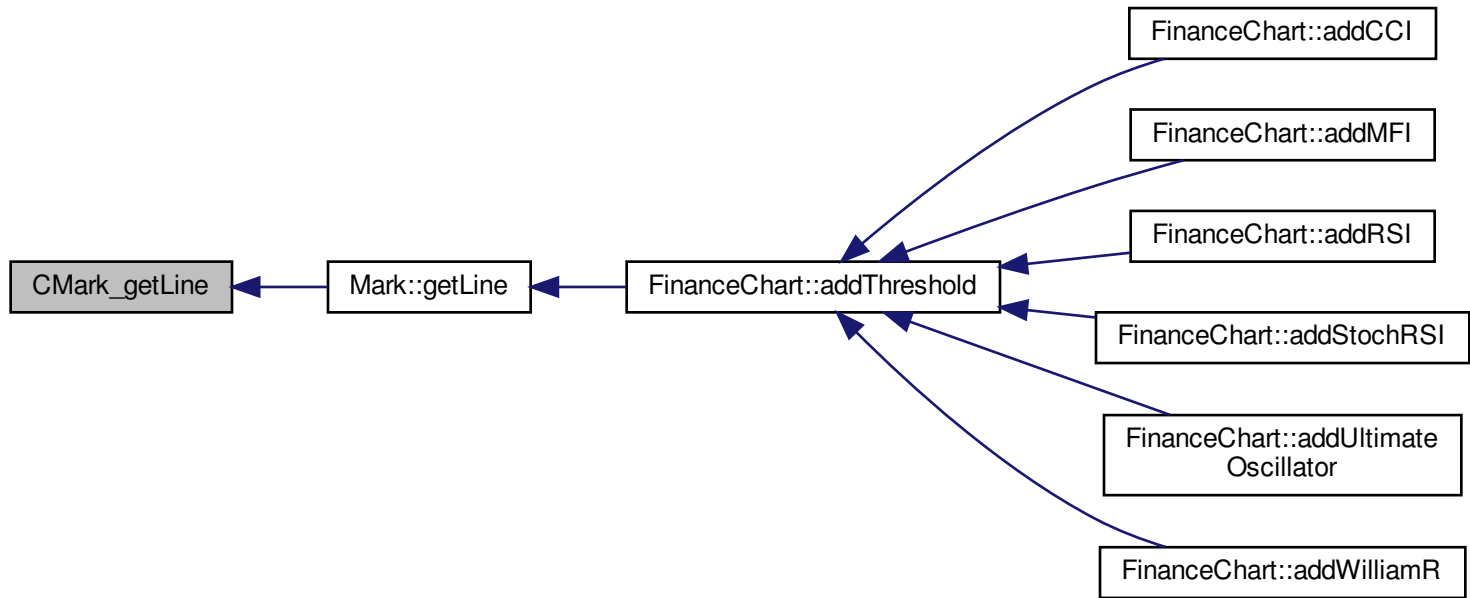 CMark_getLine
Mark::getLine
FinanceChart::addThreshold
FinanceChart::addCCI
FinanceChart::addMFI
FinanceChart::addRSI
FinanceChart::addStochRSI
FinanceChart::addUltimate
Oscillator
FinanceChart::addWilliamR